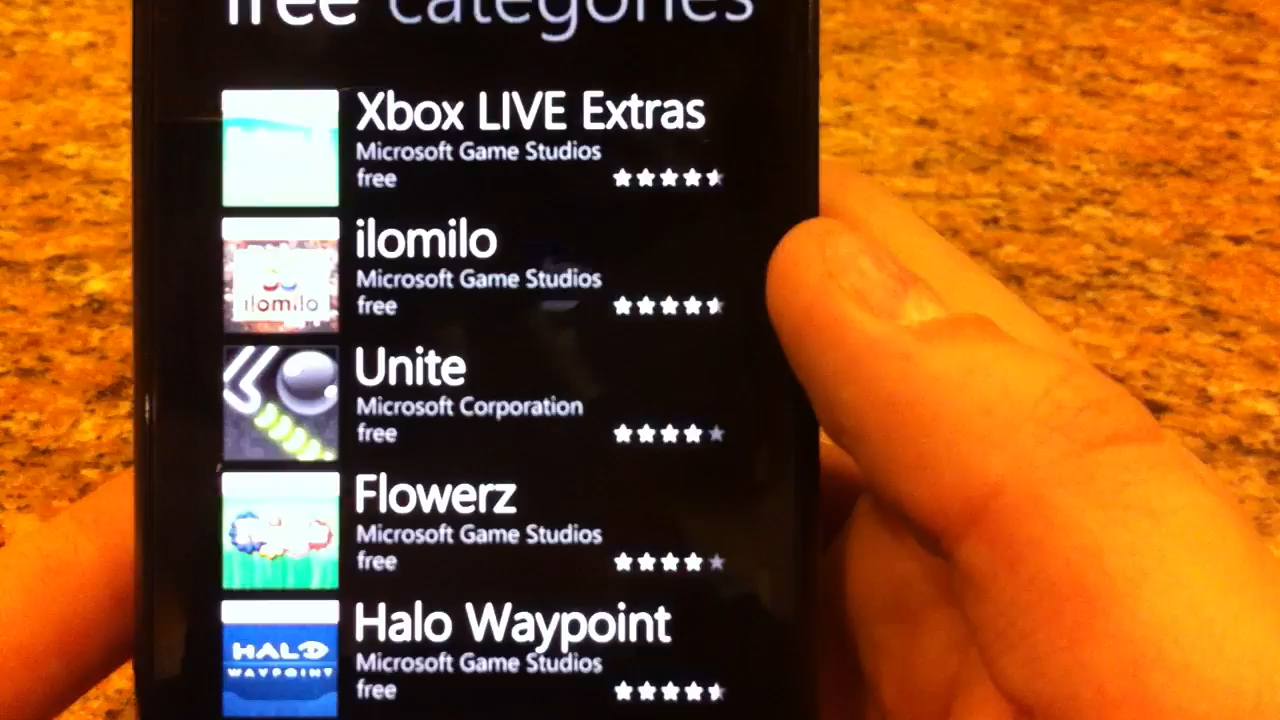 free categories
Xbox LIVE Extras
Microsoft Game Studios
free
ilomilo
Microsoft Game Studios
free
ilomilo
Unite
Microsoft Corporation
free
Flowerz
Microsoft Game Studios
free
Halo Waypoint
Microsoft Game Studios
free
HALO
WAYPOINT